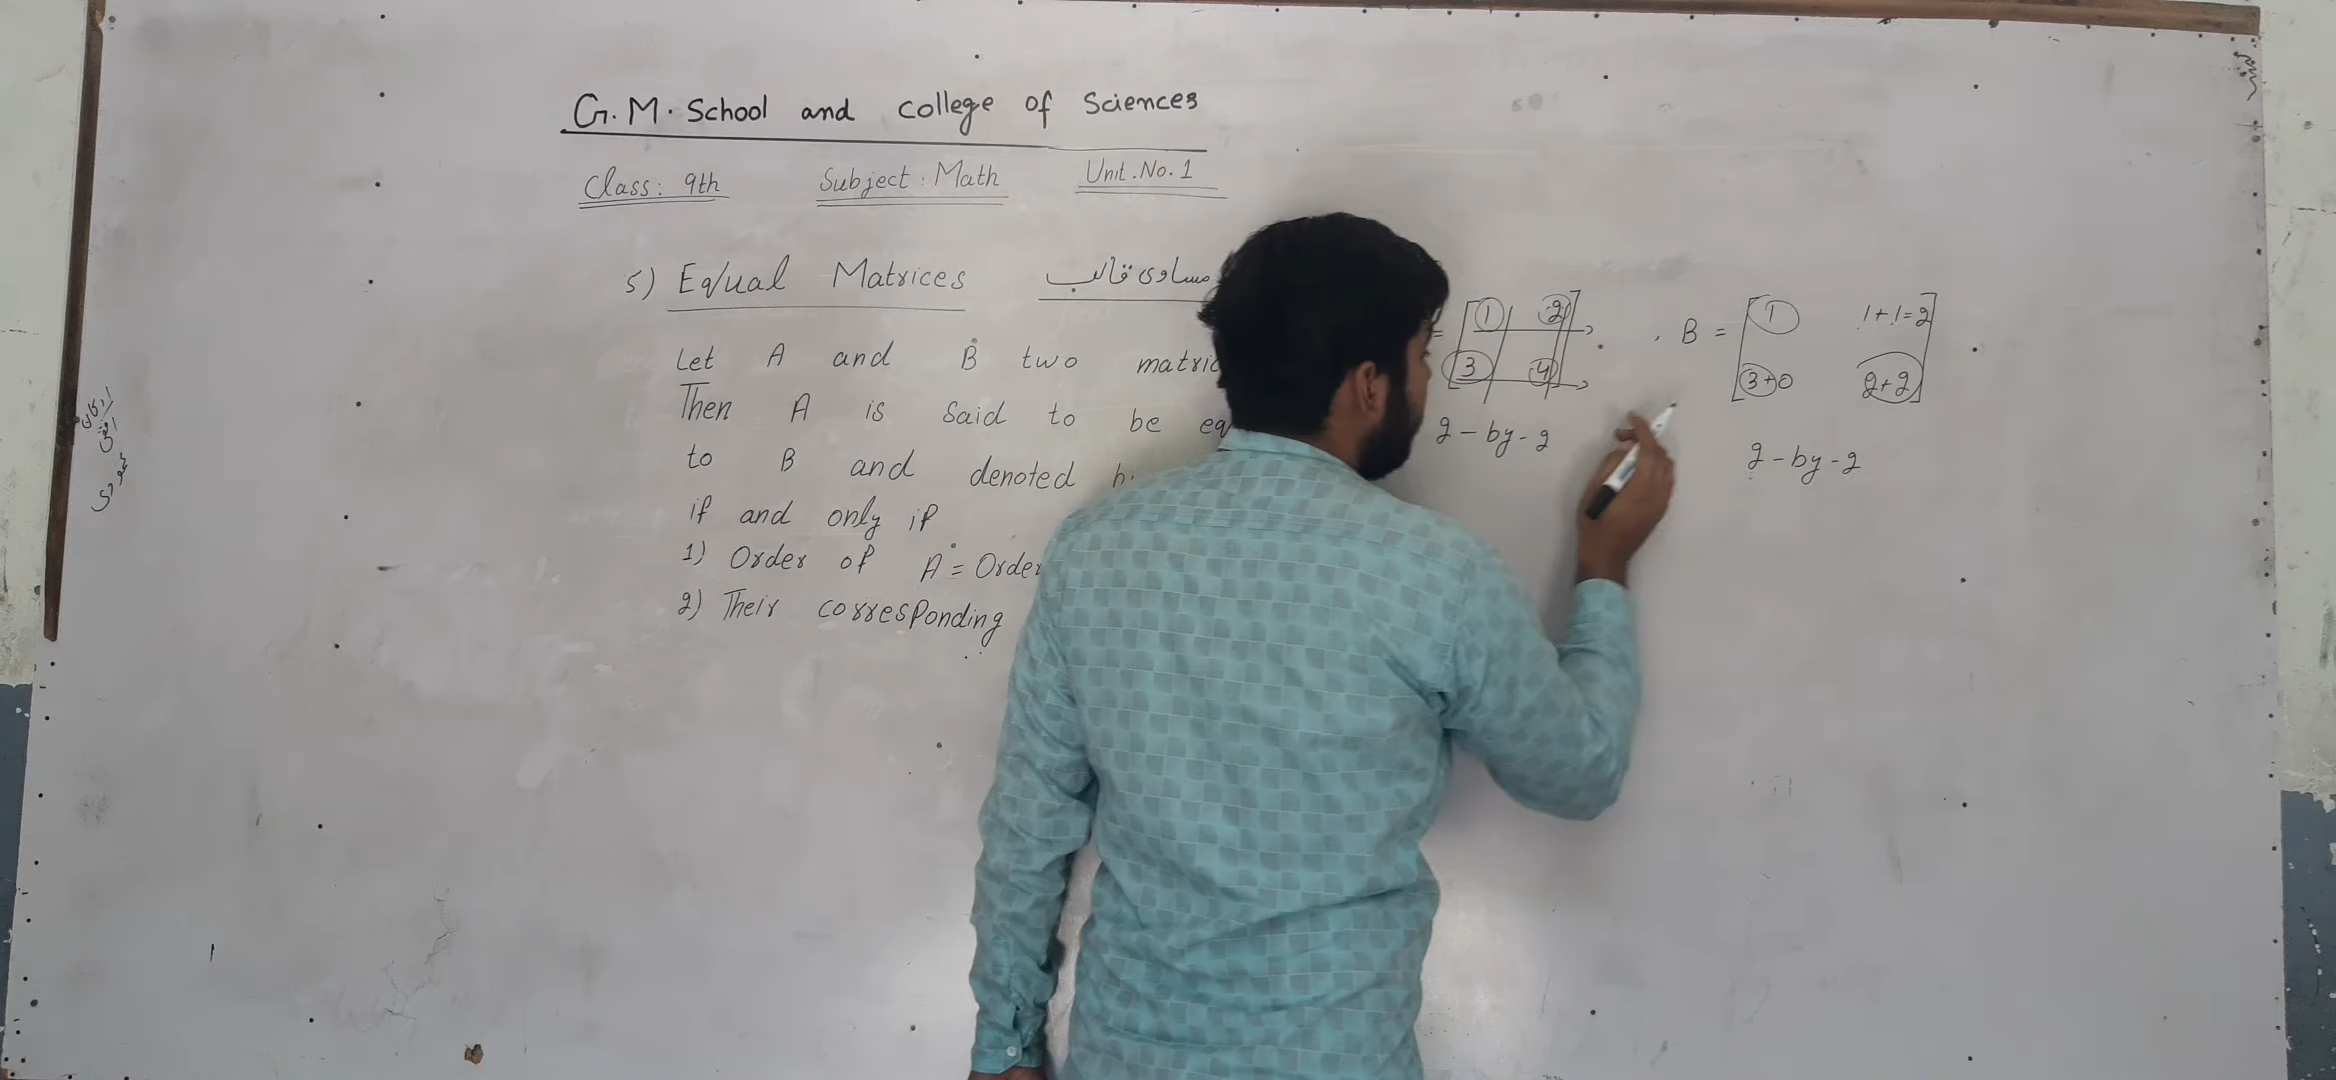 G.M. School and college of Sciences
Class: 9th Subject: Math Unit.No.1
5) Equal Matrices مساوی قالب
Let A and B two matric
Then A is said to be eq
to B and denoted
if and only if
1) Order of A = Order
2) Their corresponding
= [1 2
3 4]
2-by-2
, B = [1 1+1=2
3+0 2+2]
2-by-2